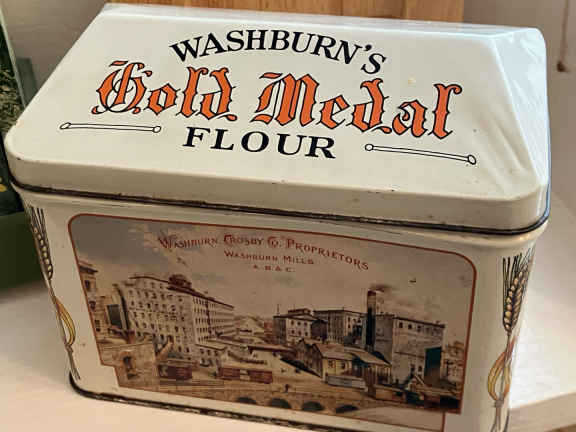 WASHBURN'S
Gold Medal
FLOUR
WASHBURN, CROSBY CO. PROPRIETORS
WASHBURN MILLS
A. B. & C.